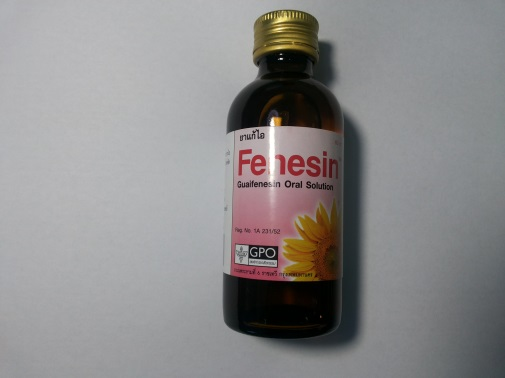 ยาแก้ไอ
Fenesin
Guaifenesin Oral Solution
Reg. No. 1A 231/52
GPO